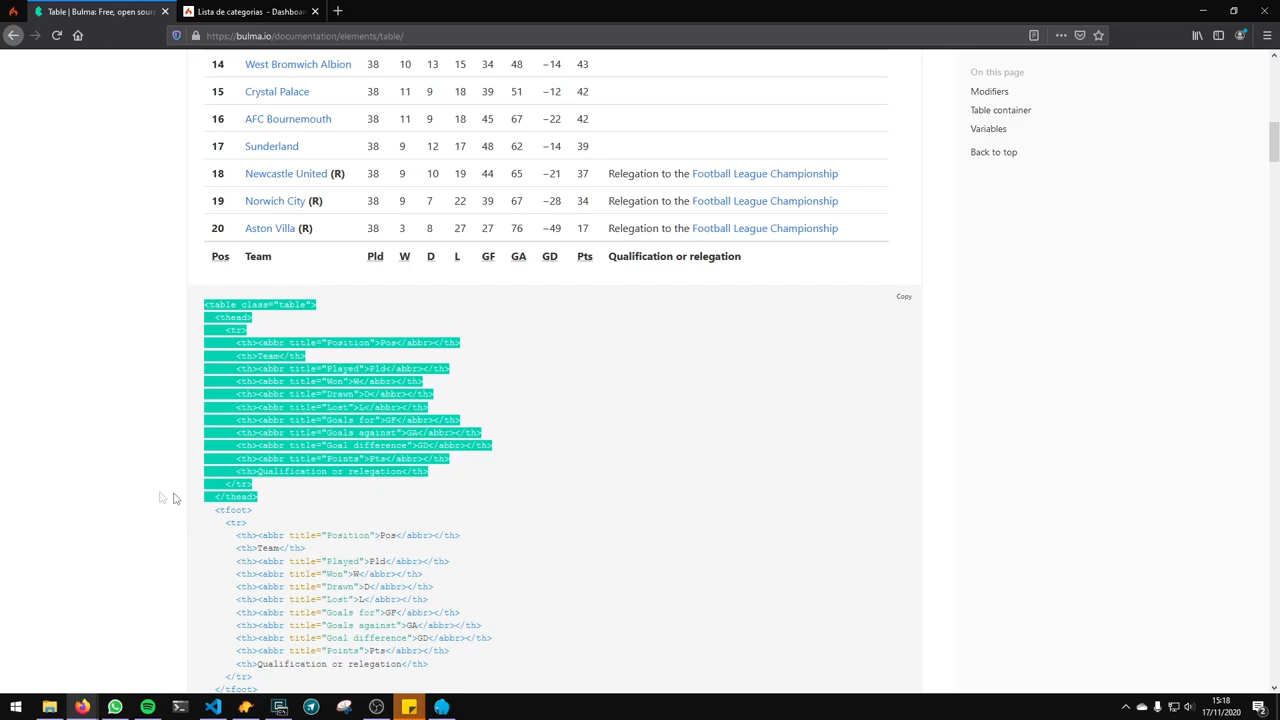 Table | Bulma: Free, open sour
Lista de categorias - Dashboa
https://bulma.io/documentation/elements/table/
14 West Bromwich Albion 38 10 13 15 34 48 −14 43
15 Crystal Palace 38 11 9 18 39 51 −12 42
16 AFC Bournemouth 38 11 9 18 45 67 −22 42
17 Sunderland 38 9 12 17 48 62 −14 39
18 Newcastle United (R) 38 9 10 19 44 65 −21 37 Relegation to the Football League Championship
19 Norwich City (R) 38 9 7 22 39 67 −28 34 Relegation to the Football League Championship
20 Aston Villa (R) 38 3 8 27 27 76 −49 17 Relegation to the Football League Championship
Pos Team Pld W D L GF GA GD Pts Qualification or relegation
On this page
Modifiers
Table container
Variables
Back to top
Copy
<table class="table">
<thead>
<tr>
<th><abbr title="Position">Pos</abbr></th>
<th>Team</th>
<th><abbr title="Played">Pld</abbr></th>
<th><abbr title="Won">W</abbr></th>
<th><abbr title="Drawn">D</abbr></th>
<th><abbr title="Lost">L</abbr></th>
<th><abbr title="Goals for">GF</abbr></th>
<th><abbr title="Goals against">GA</abbr></th>
<th><abbr title="Goal difference">GD</abbr></th>
<th><abbr title="Points">Pts</abbr></th>
<th>Qualification or relegation</th>
</tr>
</thead>
<tfoot>
<tr>
<th><abbr title="Position">Pos</abbr></th>
<th>Team</th>
<th><abbr title="Played">Pld</abbr></th>
<th><abbr title="Won">W</abbr></th>
<th><abbr title="Drawn">D</abbr></th>
<th><abbr title="Lost">L</abbr></th>
<th><abbr title="Goals for">GF</abbr></th>
<th><abbr title="Goals against">GA</abbr></th>
<th><abbr title="Goal difference">GD</abbr></th>
<th><abbr title="Points">Pts</abbr></th>
<th>Qualification or relegation</th>
</tr>
</tfoot>
15:18
17/11/2020
2